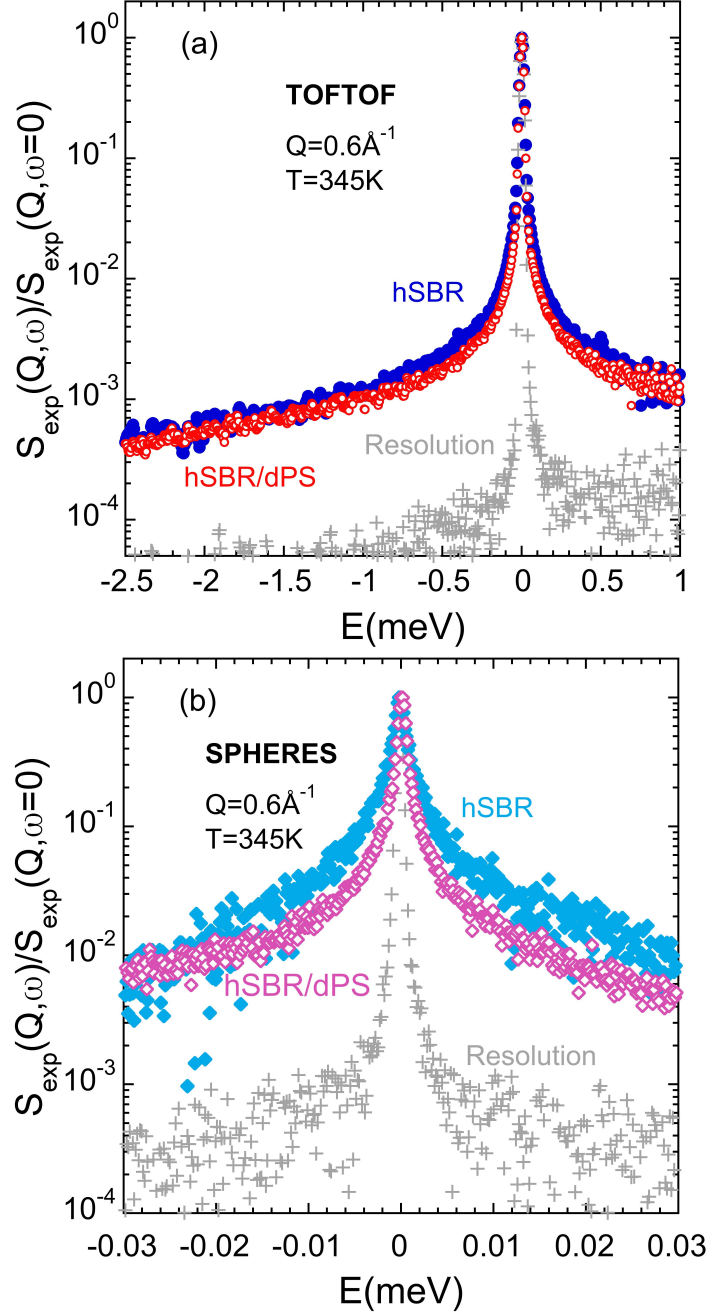 (a)
TOFTOF
Q=0.6Å⁻¹
T=345K
hSBR
Resolution
hSBR/dPS
S_exp(Q,ω)/S_exp(Q,ω=0)
10⁰
10⁻¹
10⁻²
10⁻³
10⁻⁴
-2.5 -2 -1.5 -1 -0.5 0 0.5 1
E(meV)
(b)
SPHERES
Q=0.6Å⁻¹
T=345K
hSBR
hSBR/dPS
Resolution
S_exp(Q,ω)/S_exp(Q,ω=0)
10⁰
10⁻¹
10⁻²
10⁻³
10⁻⁴
-0.03 -0.02 -0.01 0 0.01 0.02 0.03
E(meV)